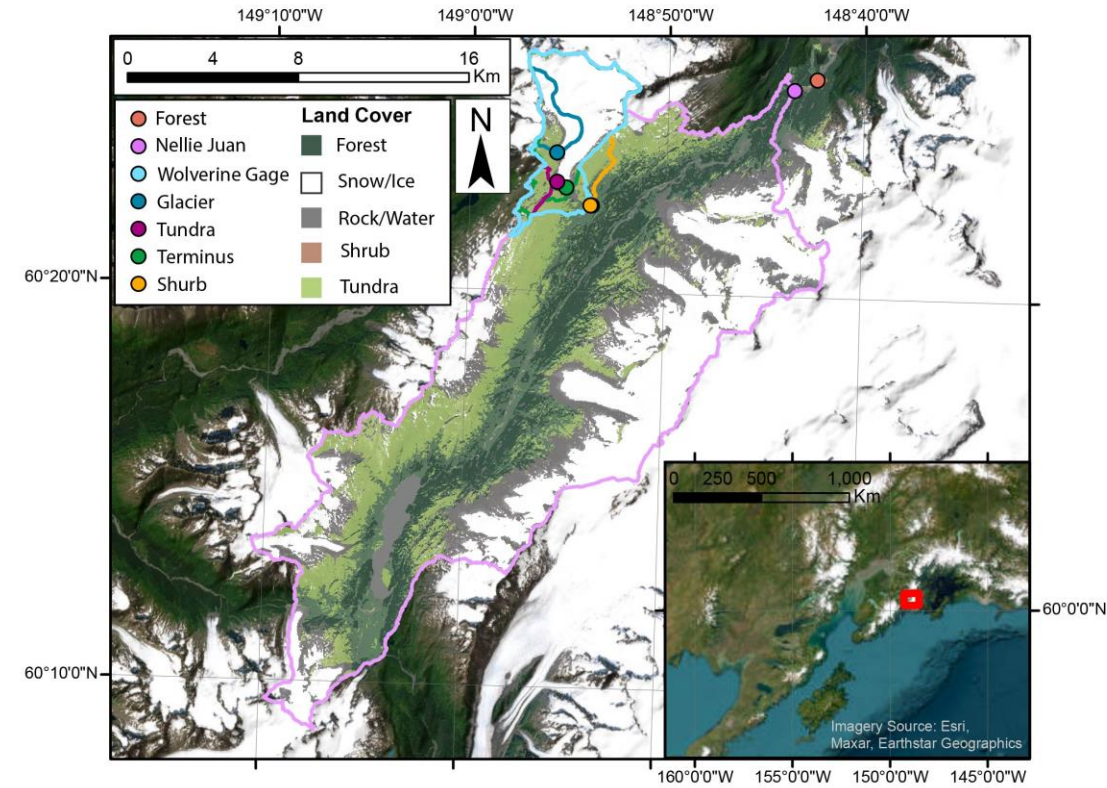 149°10'0"W 149°0'0"W 148°50'0"W 148°40'0"W
0 4 8 16
Km
Forest
Nellie Juan
Wolverine Gage
Glacier
Tundra
Terminus
Shurb
Land Cover
Forest
Snow/Ice
Rock/Water
Shrub
Tundra
N
60°20'0"N
60°10'0"N
0 250 500 1,000
Km
60°0'0"N
Imagery Source: Esri,
Maxar, Earthstar Geographics
160°0'0"W 155°0'0"W 150°0'0"W 145°0'0"W